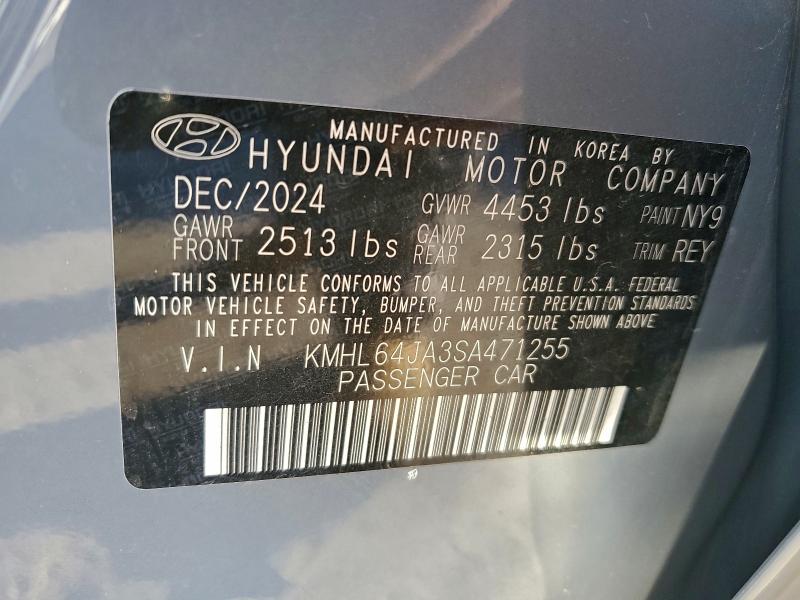 MANUFACTURED IN KOREA BY
HYUNDAI MOTOR COMPANY
DEC/2024 GVWR 4453 lbs PAINT NY9
GAWR FRONT 2513 lbs GAWR REAR 2315 lbs TRIM REY
THIS VEHICLE CONFORMS TO ALL APPLICABLE U.S.A. FEDERAL
MOTOR VEHICLE SAFETY, BUMPER, AND THEFT PREVENTION STANDARDS
IN EFFECT ON THE DATE OF MANUFACTURE SHOWN ABOVE
V.I.N KMHL64JA3SA471255
PASSENGER CAR